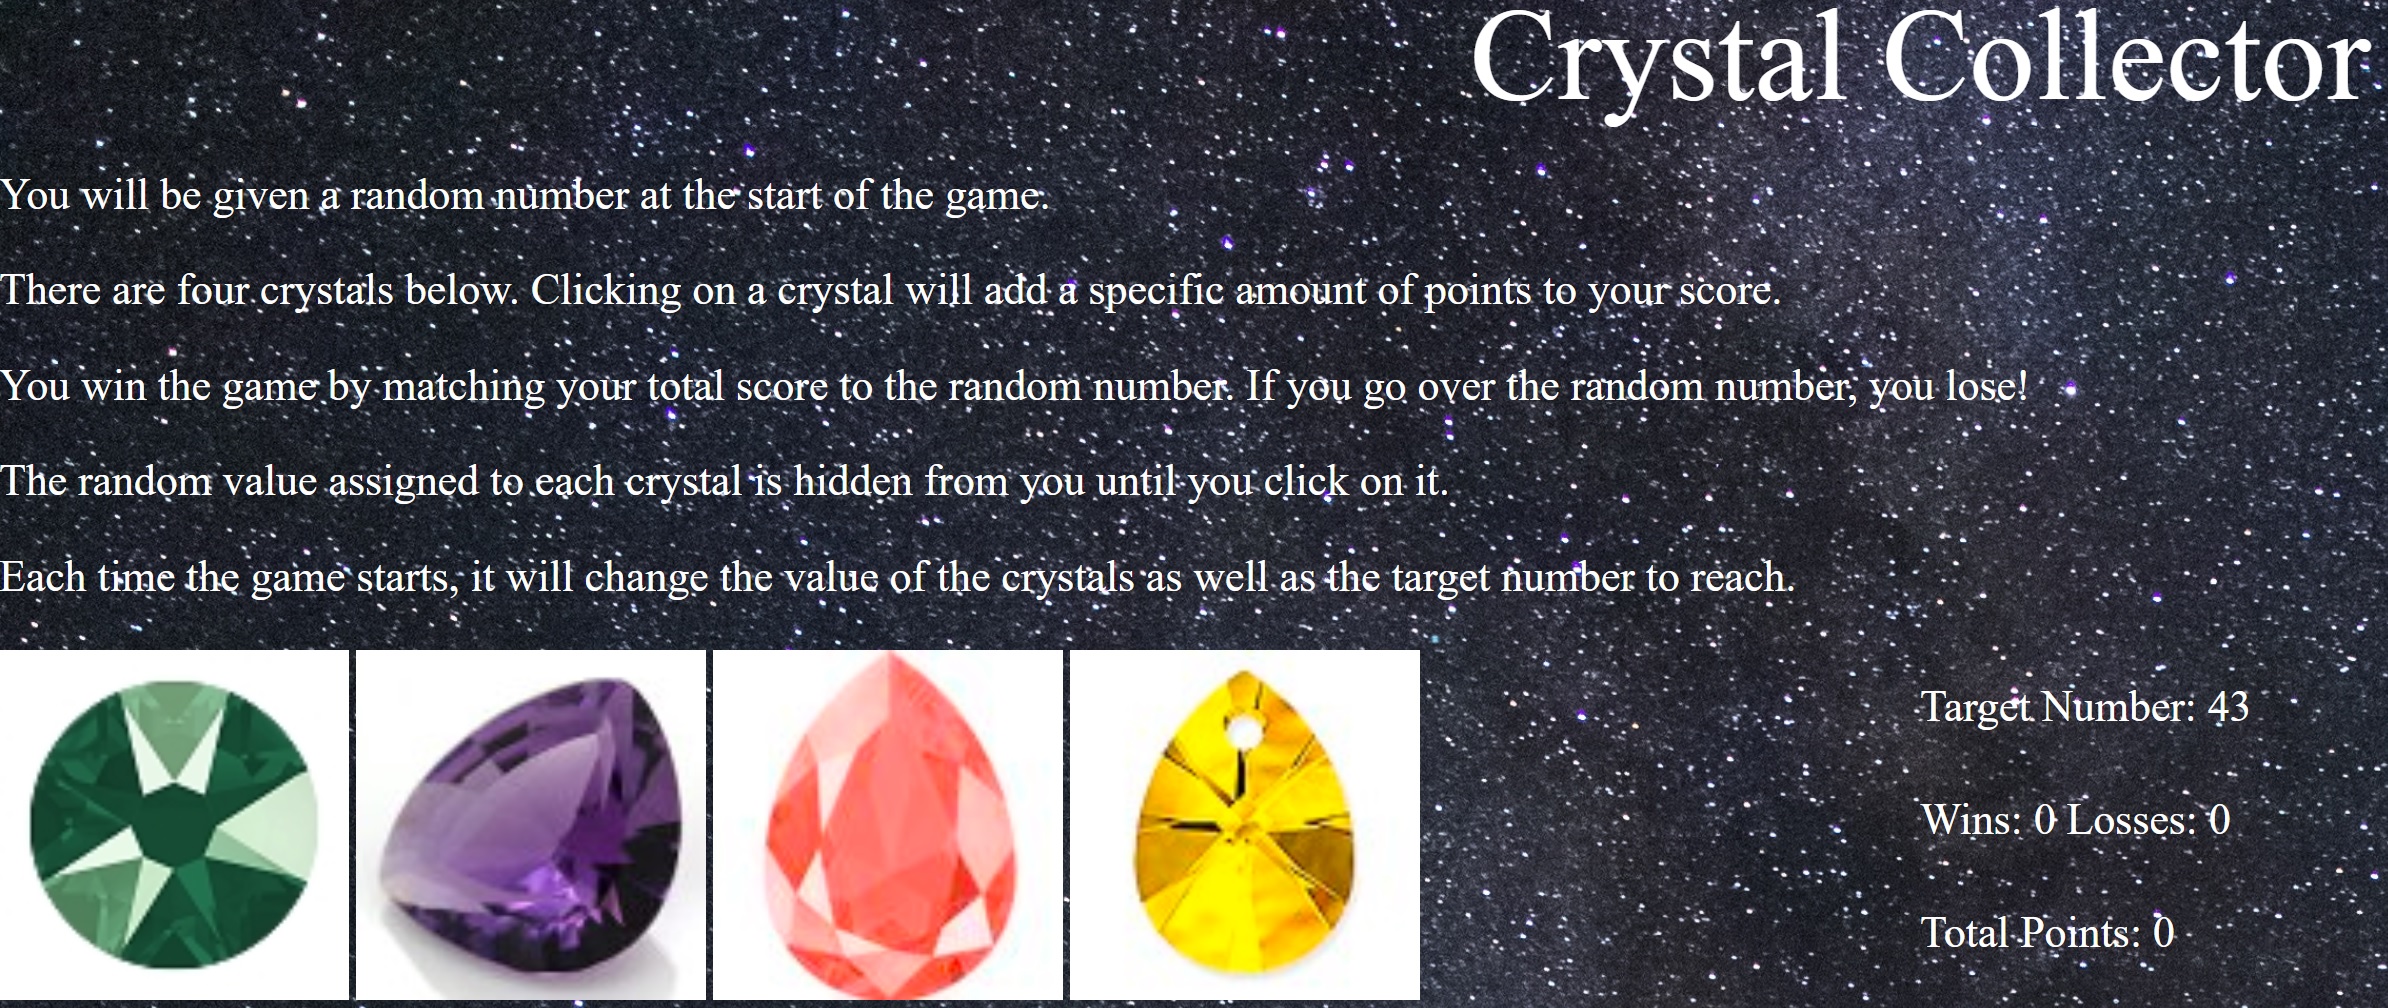 Crystal Collector
You will be given a random number at the start of the game.
There are four crystals below. Clicking on a crystal will add a specific amount of points to your score.
You win the game by matching your total score to the random number. If you go over the random number, you lose!
The random value assigned to each crystal is hidden from you until you click on it.
Each time the game starts, it will change the value of the crystals as well as the target number to reach.
Target Number: 43
Wins: 0 Losses: 0
Total Points: 0